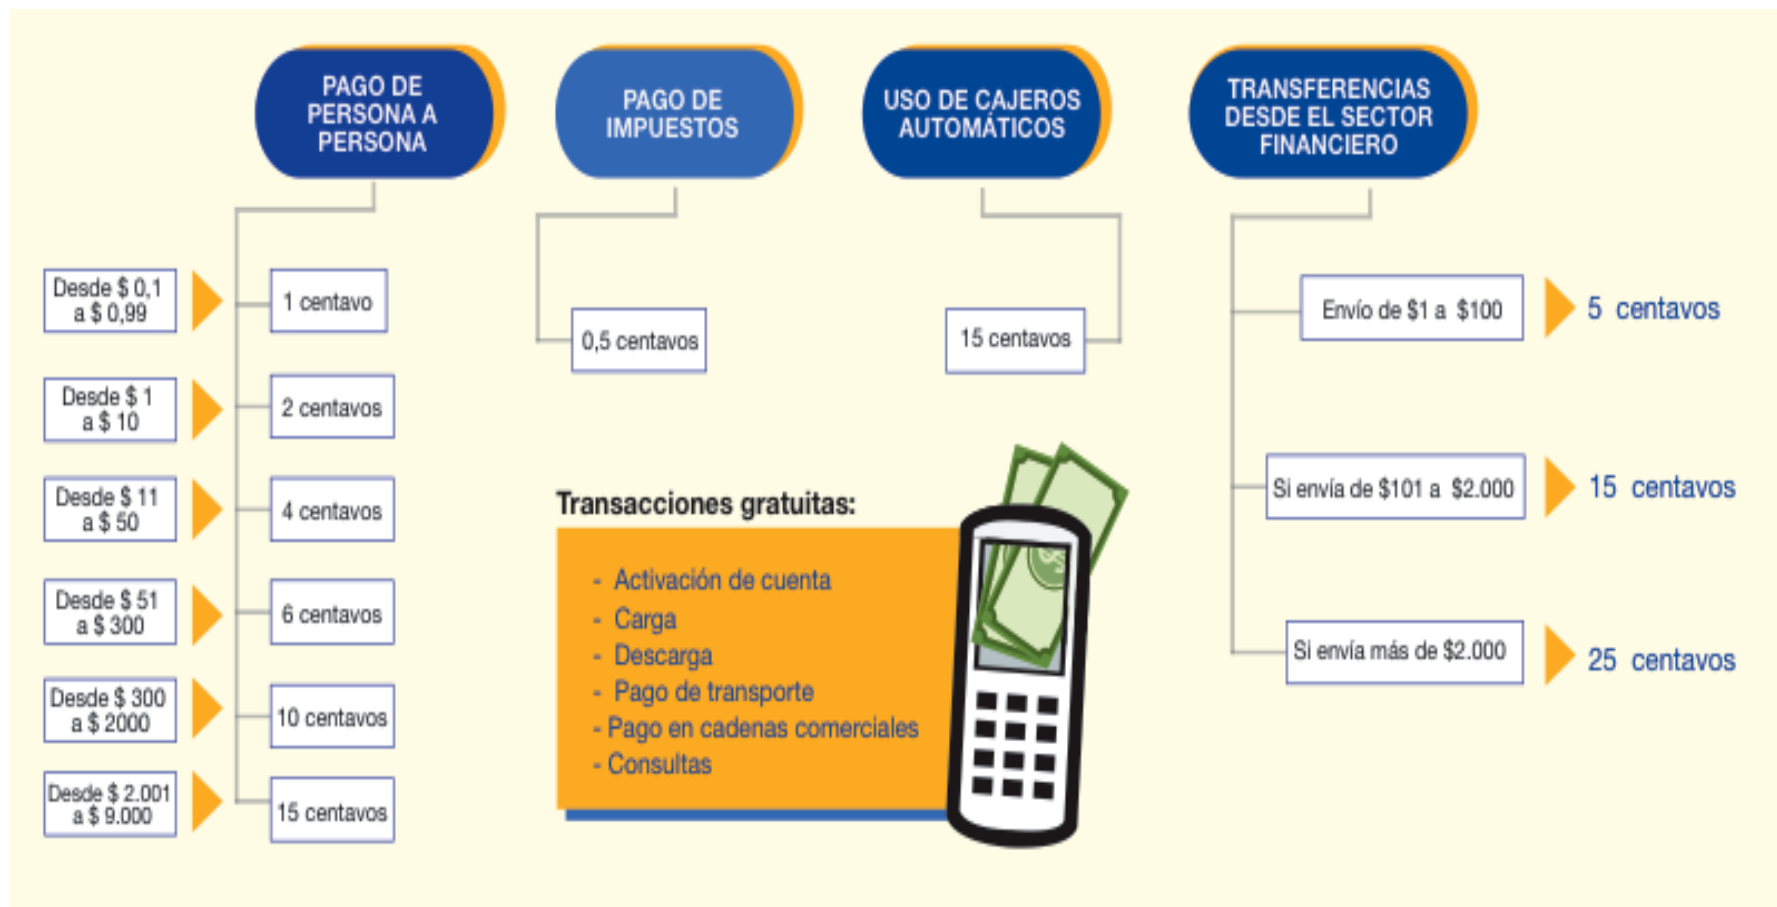 PAGO DE
PERSONA A
PERSONA
Desde $ 0,1
a $ 0,99
1 centavo
Desde $ 1
a $ 10
2 centavos
Desde $ 11
a $ 50
4 centavos
Desde $ 51
a $ 300
6 centavos
Desde $ 300
a $ 2000
10 centavos
Desde $ 2.001
a $ 9.000
15 centavos
PAGO DE
IMPUESTOS
0,5 centavos
USO DE CAJEROS
AUTOMÁTICOS
15 centavos
TRANSFERENCIAS
DESDE EL SECTOR
FINANCIERO
Envío de $1 a $100
5 centavos
Si envía de $101 a $2.000
15 centavos
Si envía más de $2.000
25 centavos
Transacciones gratuitas:
- Activación de cuenta
- Carga
- Descarga
- Pago de transporte
- Pago en cadenas comerciales
- Consultas
$